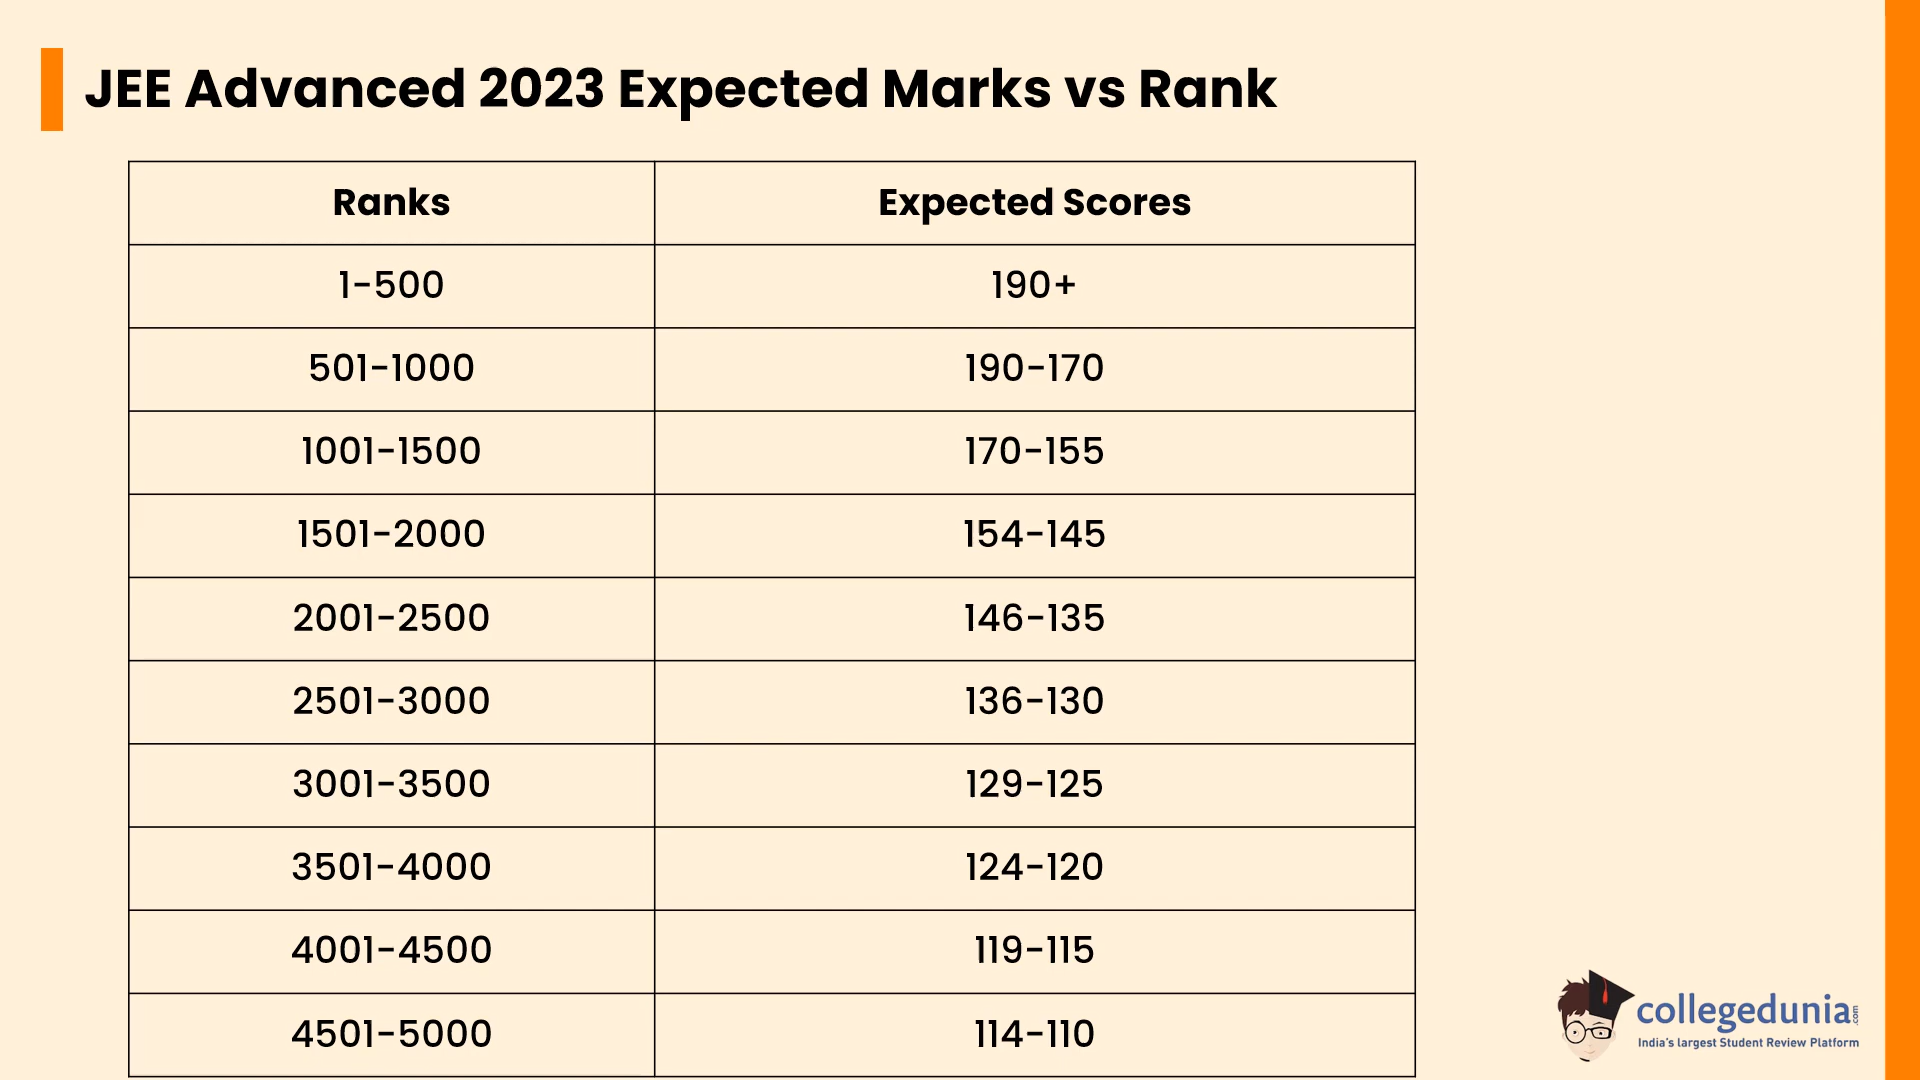 JEE Advanced 2023 Expected Marks vs Rank
Ranks Expected Scores
1-500 190+
501-1000 190-170
1001-1500 170-155
1501-2000 154-145
2001-2500 146-135
2501-3000 136-130
3001-3500 129-125
3501-4000 124-120
4001-4500 119-115
4501-5000 114-110
collegedunia.com
India's largest Student Review Platform